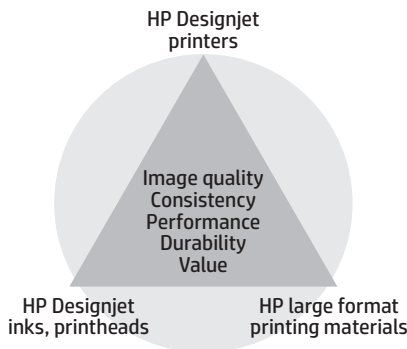 HP Designjet
printers
Image quality
Consistency
Performance
Durability
Value
HP Designjet
inks, printheads
HP large format
printing materials